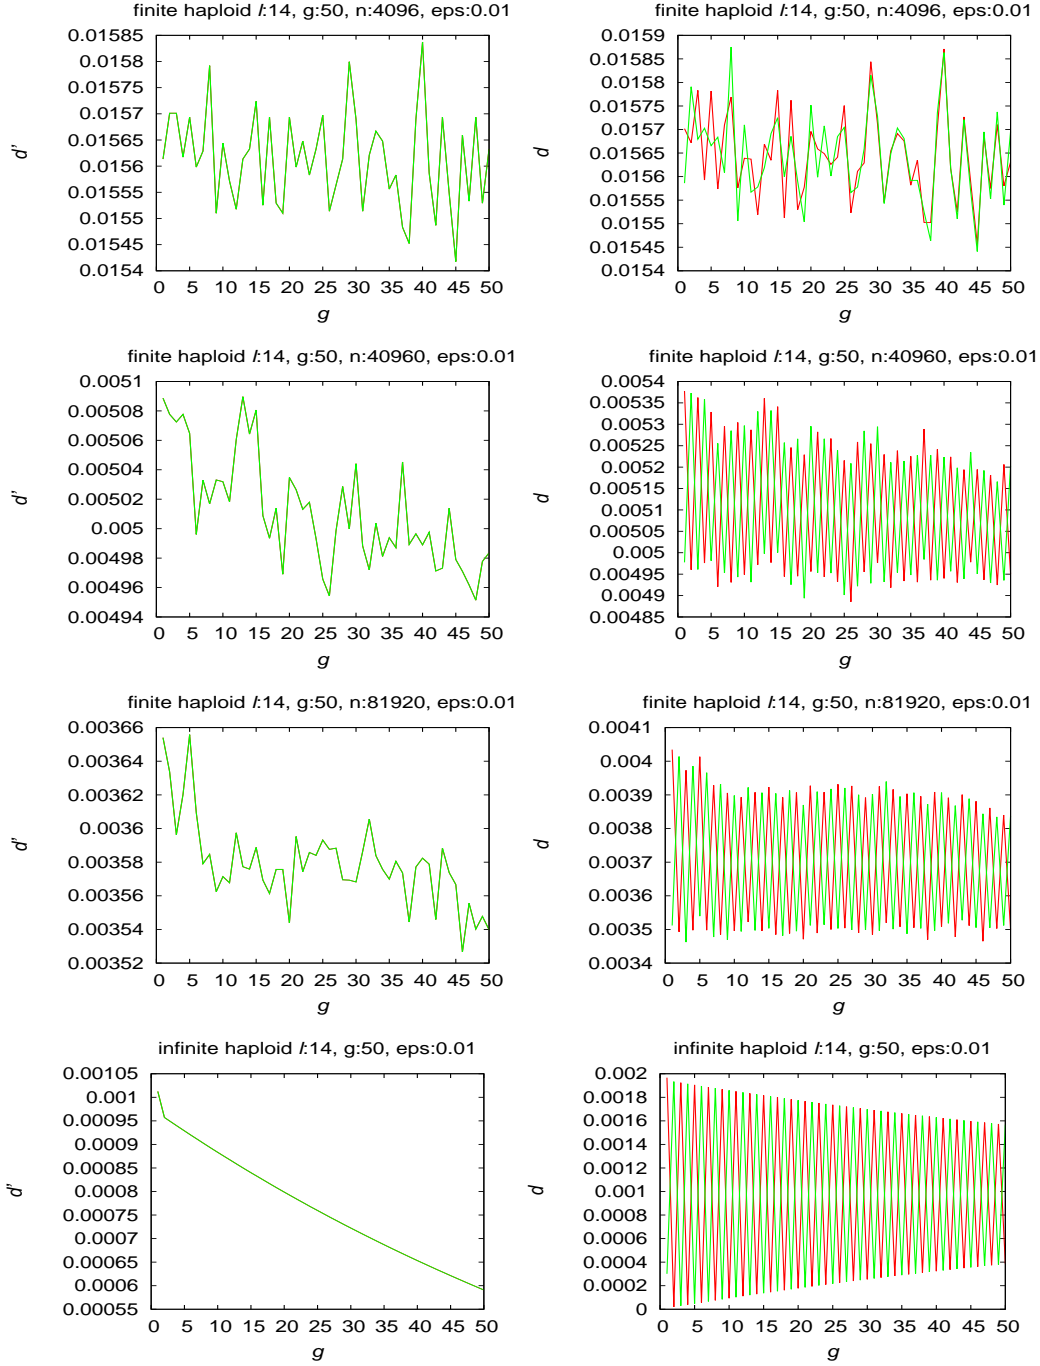 finite haploid l:14, g:50, n:4096, eps:0.01
0.01585
0.0158
0.01575
0.0157
0.01565
0.0156
0.01555
0.0155
0.01545
0.0154
d'
0 5 10 15 20 25 30 35 40 45 50
g
finite haploid l:14, g:50, n:4096, eps:0.01
0.0159
0.01585
0.0158
0.01575
0.0157
0.01565
0.0156
0.01555
0.0155
0.01545
0.0154
d
0 5 10 15 20 25 30 35 40 45 50
g
finite haploid l:14, g:50, n:40960, eps:0.01
0.0051
0.00508
0.00506
0.00504
0.00502
0.005
0.00498
0.00496
0.00494
d'
0 5 10 15 20 25 30 35 40 45 50
g
finite haploid l:14, g:50, n:40960, eps:0.01
0.0054
0.00535
0.0053
0.00525
0.0052
0.00515
0.0051
0.00505
0.005
0.00495
0.0049
0.00485
d
0 5 10 15 20 25 30 35 40 45 50
g
finite haploid l:14, g:50, n:81920, eps:0.01
0.00366
0.00364
0.00362
0.0036
0.00358
0.00356
0.00354
0.00352
d'
0 5 10 15 20 25 30 35 40 45 50
g
finite haploid l:14, g:50, n:81920, eps:0.01
0.0041
0.004
0.0039
0.0038
0.0037
0.0036
0.0035
0.0034
d
0 5 10 15 20 25 30 35 40 45 50
g
infinite haploid l:14, g:50, eps:0.01
0.00105
0.001
0.00095
0.0009
0.00085
0.0008
0.00075
0.0007
0.00065
0.0006
0.00055
d'
0 5 10 15 20 25 30 35 40 45 50
g
infinite haploid l:14, g:50, eps:0.01
0.002
0.0018
0.0016
0.0014
0.0012
0.001
0.0008
0.0006
0.0004
0.0002
0
d
0 5 10 15 20 25 30 35 40 45 50
g